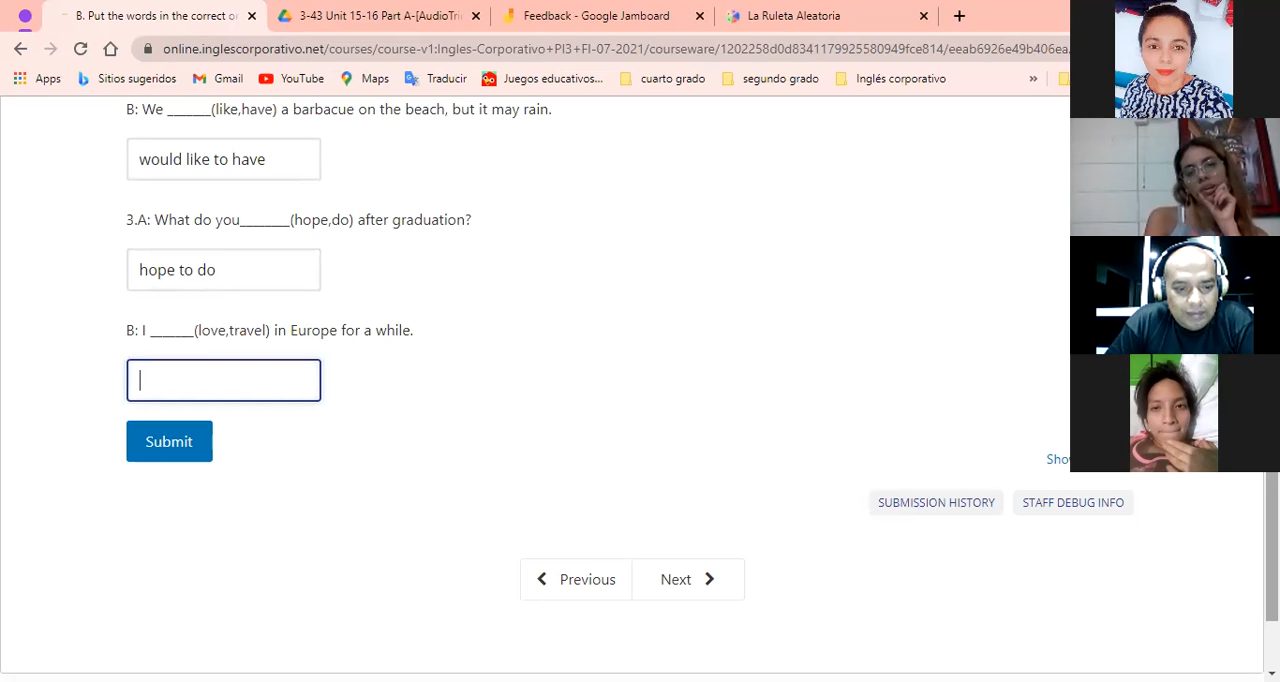 B. Put the words in the correct o
3-43 Unit 15-16 Part A-[AudioTri
Feedback - Google Jamboard
La Ruleta Aleatoria
online.inglescorporativo.net/courses/course-v1:Ingles-Corporativo+PI3+FI-07-2021/courseware/1202258d0d8341179925580949fce814/eeab6926e49b406ea
Apps
Sitios sugeridos
Gmail
YouTube
Maps
Traducir
Juegos educativos...
cuarto grado
segundo grado
Inglés corporativo
»
B: We ______(like,have) a barbacue on the beach, but it may rain.
would like to have
3.A: What do you_______(hope,do) after graduation?
hope to do
B: I ______(love,travel) in Europe for a while.
Submit
Sho
SUBMISSION HISTORY
STAFF DEBUG INFO
Previous
Next